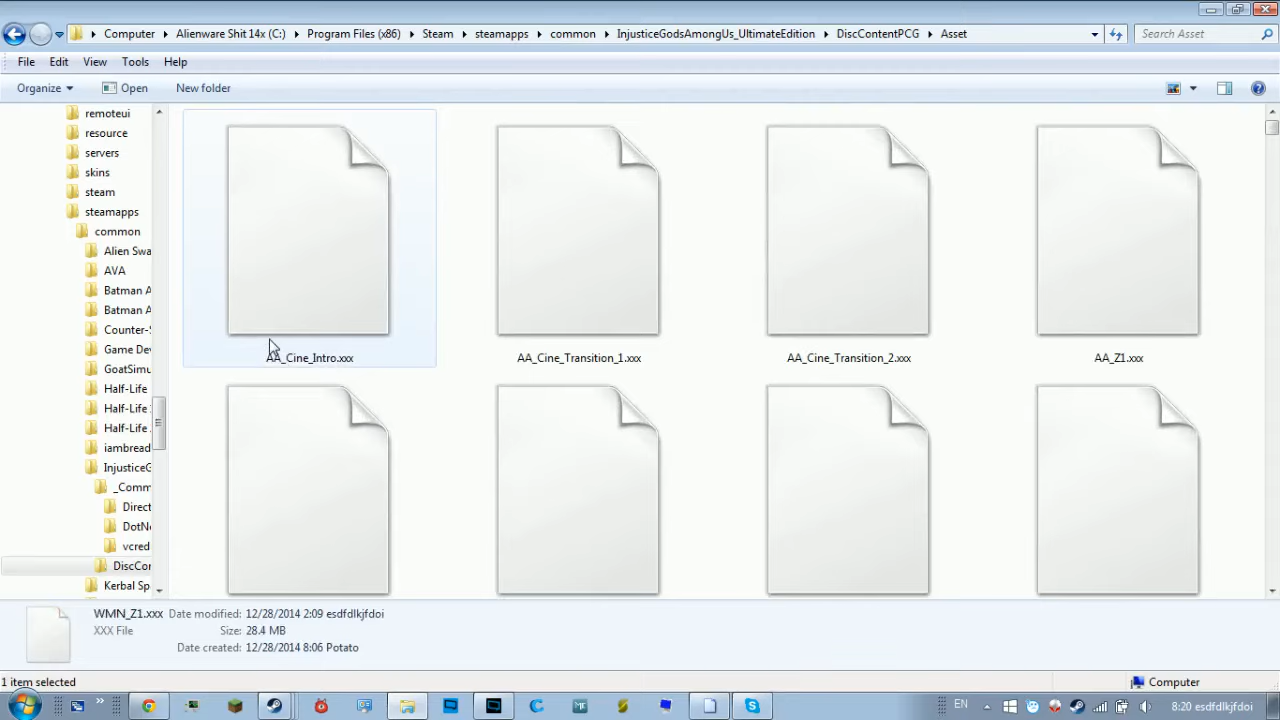 Computer ▸ Alienware Shit 14x (C:) ▸ Program Files (x86) ▸ Steam ▸ steamapps ▸ common ▸ InjusticeGodsAmongUs_UltimateEdition ▸ DiscContentPCG ▸ Asset
Search Asset
File Edit View Tools Help
Organize Open New folder
remoteui
resource
servers
skins
steam
steamapps
common
Alien Swa
AVA
Batman A
Batman A
Counter-S
Game Dev
GoatSimu
Half-Life
Half-Life
Half-Life
iambread
InjusticeG
_Comm
Direct
DotNe
vcred
DiscCor
Kerbal Sp
AA_Cine_Intro.xxx
AA_Cine_Transition_1.xxx
AA_Cine_Transition_2.xxx
AA_Z1.xxx
WMN_Z1.xxx Date modified: 12/28/2014 2:09 esdfdlkjfdoi
XXX File Size: 28.4 MB
Date created: 12/28/2014 8:06 Potato
1 item selected
Computer
EN
8:20 esdfdlkjfdoi